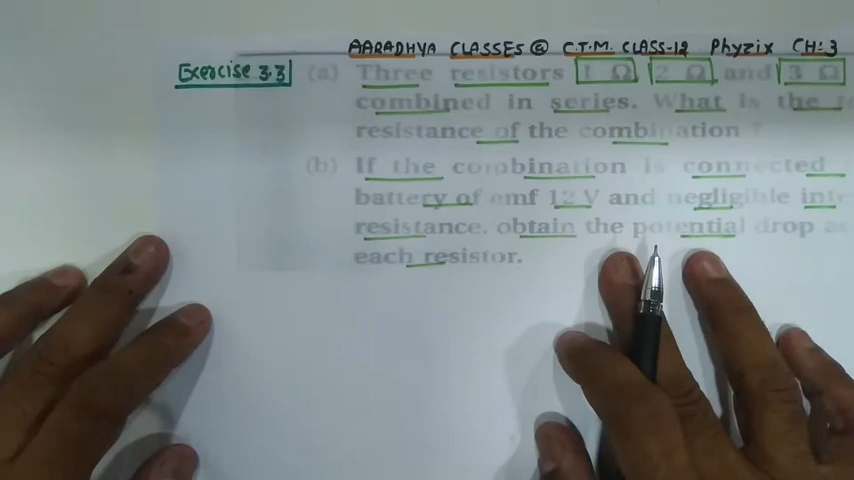 AARADHYA CLASSES @ C.T.M. CLASS-12 Phyzix CH:3
Exercise 3.3 (a) Three resistors 1 Ω 2 Ω and 3 Ω
combined in series. What is the
resistance of the combination ?
(b) If the combination is connected
battery of emf 12 V and negligible
resistance, obtain the potential drop
each resistor.